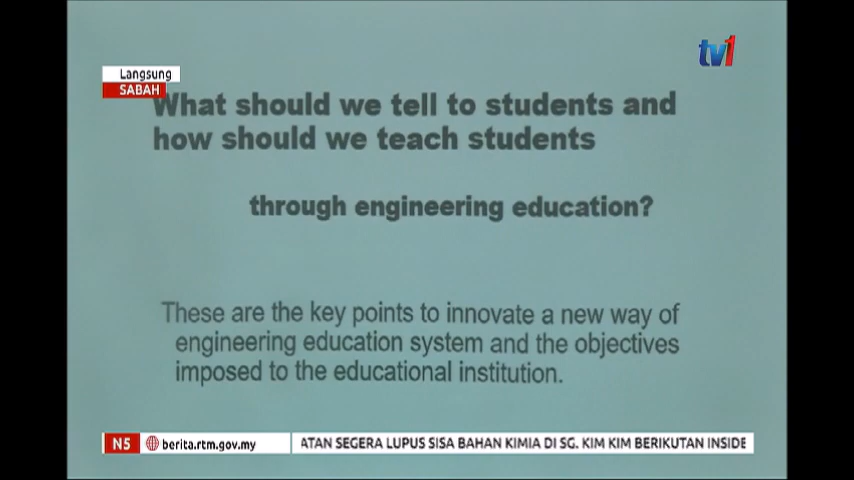 tv1
Langsung
SABAH
What should we tell to students and
how should we teach students
through engineering education?
These are the key points to innovate a new way of
engineering education system and the objectives
imposed to the educational institution.
N5 berita.rtm.gov.my ATAN SEGERA LUPUS SISA BAHAN KIMIA DI SG. KIM KIM BERIKUTAN INSIDE